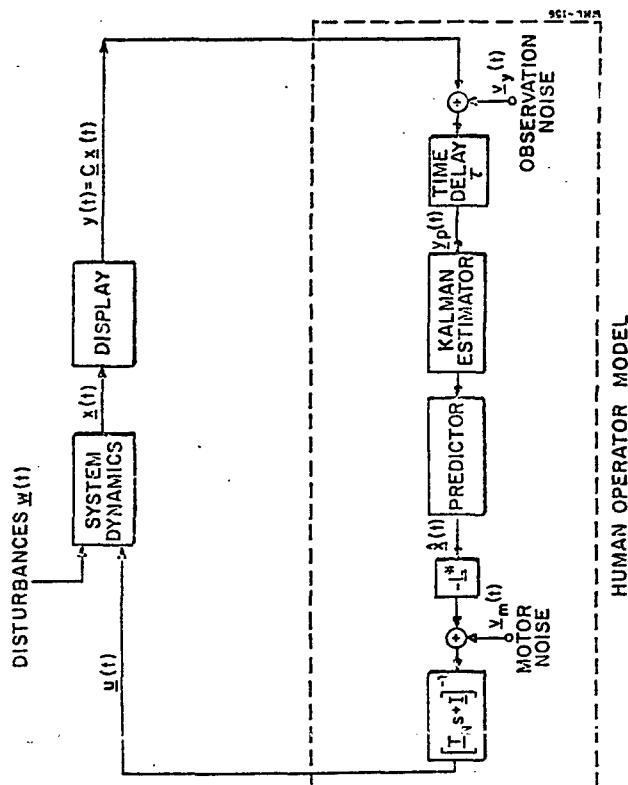 DISTURBANCES w(t)
SYSTEM
DYNAMICS
x(t)
DISPLAY
y(t)=C x(t)
u(t)
[T_N s+I]⁻¹
MOTOR
NOISE
v_m(t)
-L*
x̂(t)
PREDICTOR
KALMAN
ESTIMATOR
y_p(t)
TIME
DELAY
τ
v_y(t)
OBSERVATION
NOISE
HUMAN OPERATOR MODEL